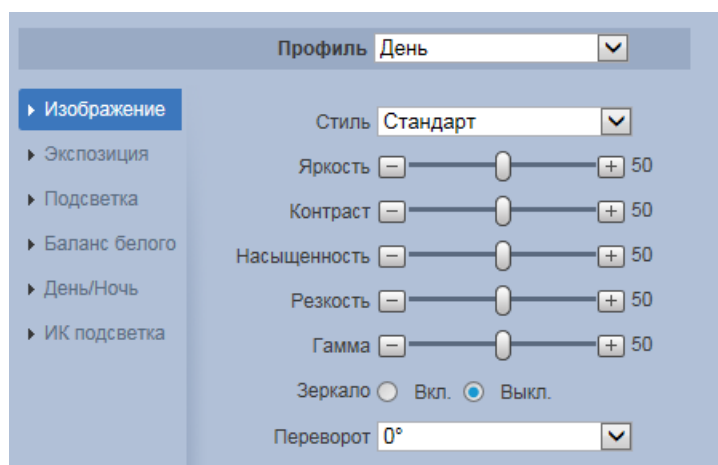 Профиль День
Изображение
Экспозиция
Подсветка
Баланс белого
День/Ночь
ИК подсветка
Стиль Стандарт
Яркость 50
Контраст 50
Насыщенность 50
Резкость 50
Гамма 50
Зеркало Вкл. Выкл.
Переворот 0°